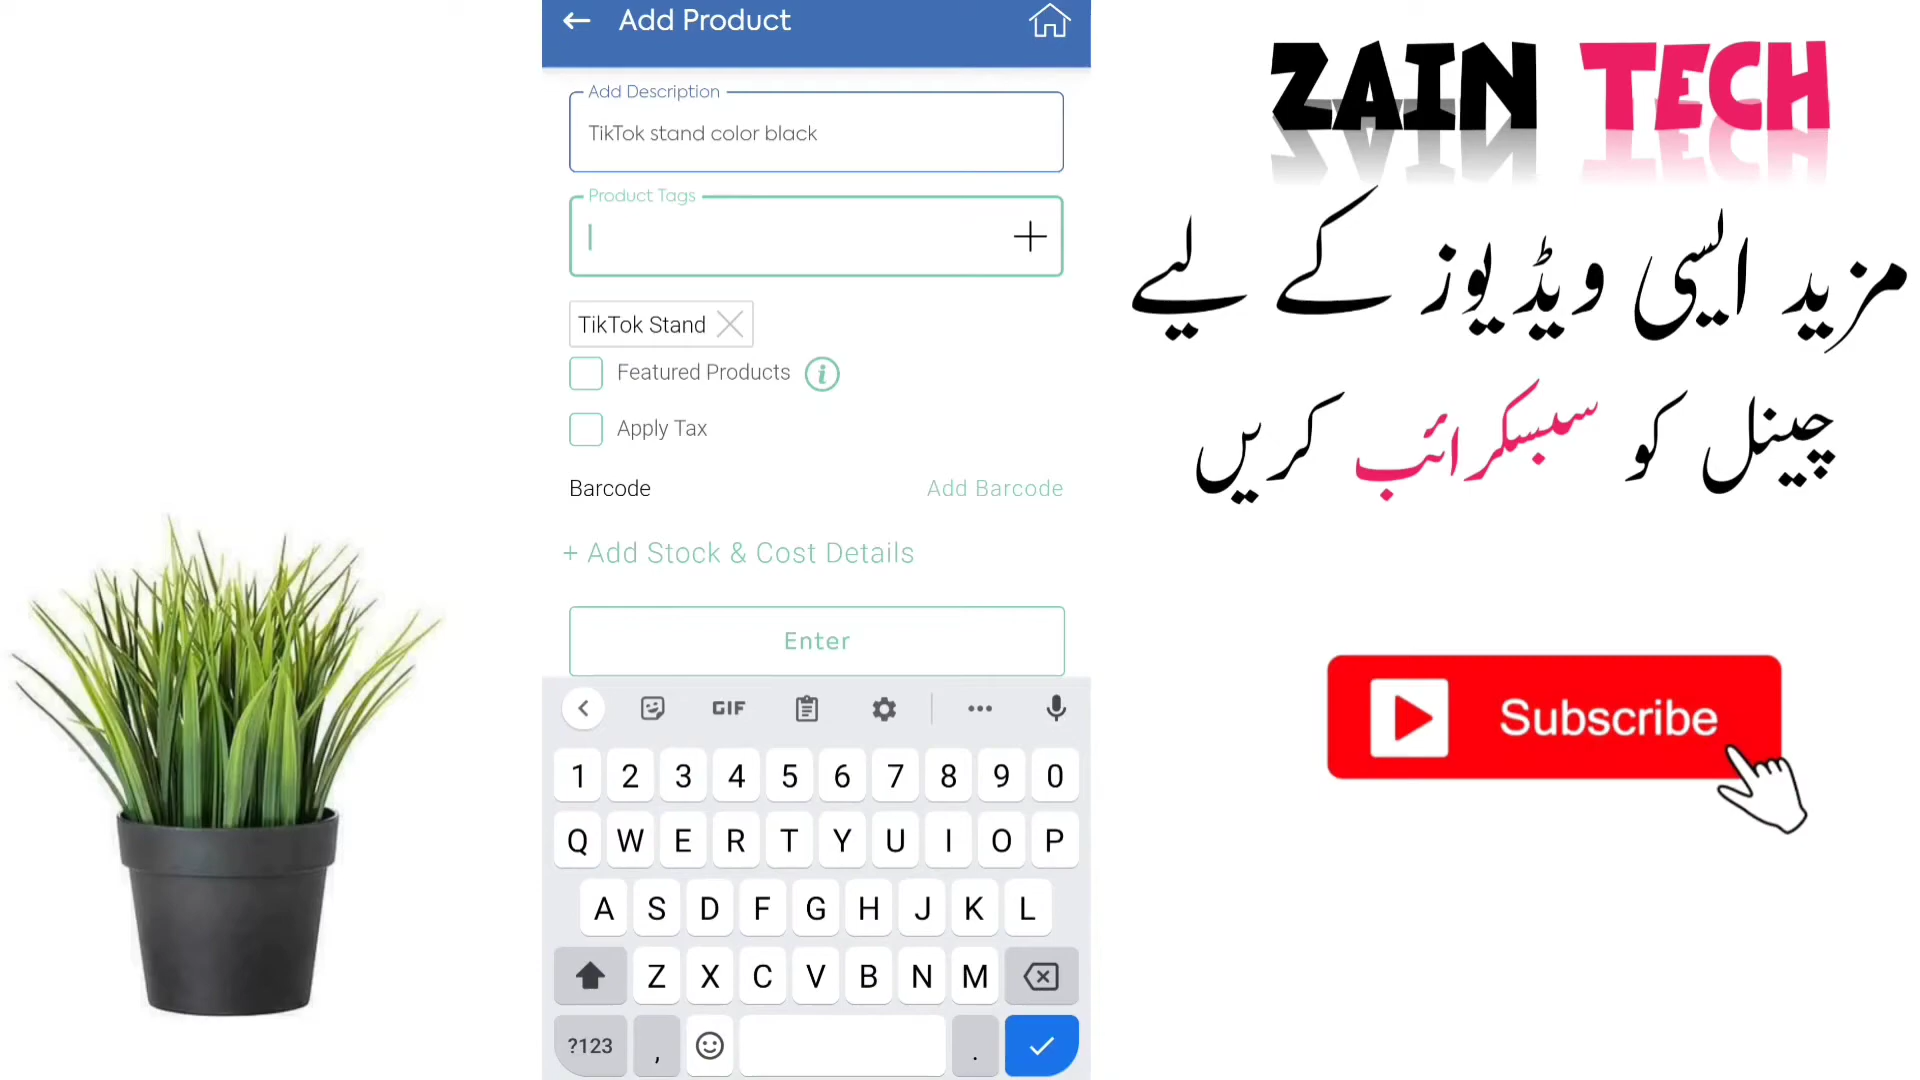 Add Product
Add Description
TikTok stand color black
Product Tags
TikTok Stand
Featured Products
Apply Tax
Barcode
Add Barcode
+ Add Stock & Cost Details
Enter
GIF
1 2 3 4 5 6 7 8 9 0
Q W E R T Y U I O P
A S D F G H J K L
Z X C V B N M
?123 , .
ZAIN TECH
مزید ایسی ویڈیوز کے لیے
چینل کو سبسکرائب کریں
Subscribe